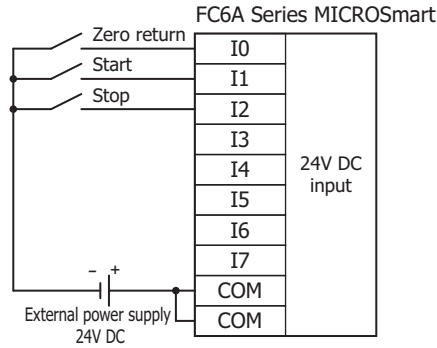 FC6A Series MICROSmart
Zero return
I0
Start
I1
Stop
I2
I3
I4
24V DC
input
I5
I6
I7
– +
COM
External power supply
24V DC
COM